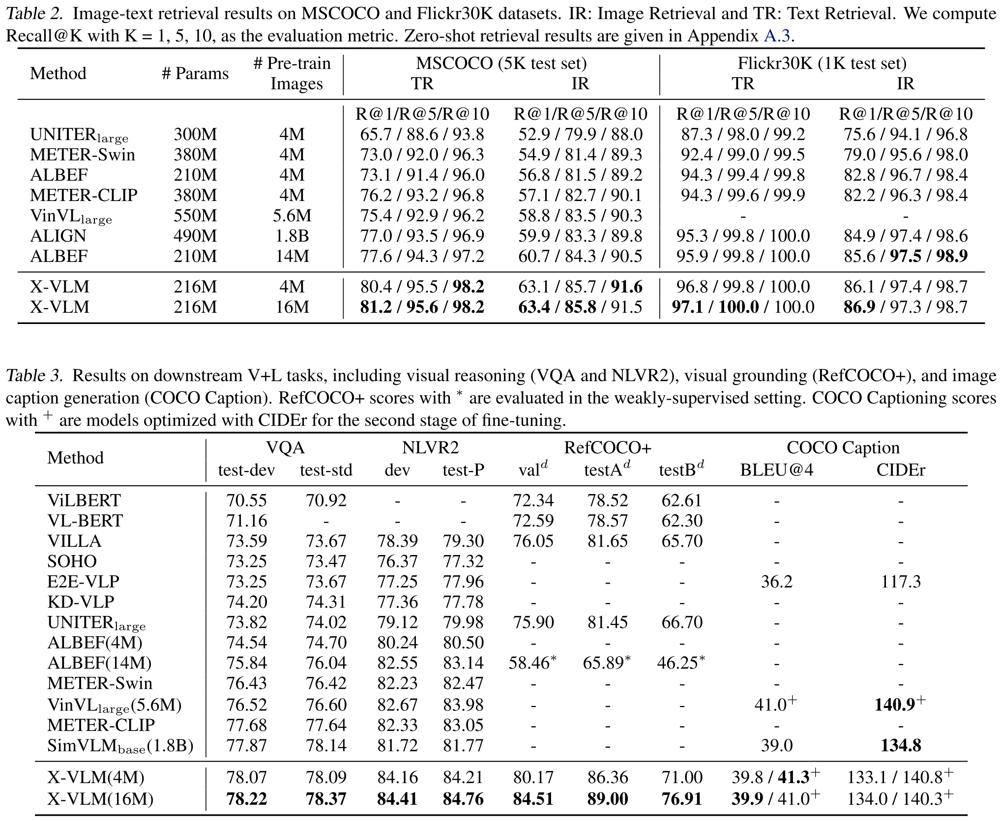 Table 2. Image-text retrieval results on MSCOCO and Flickr30K datasets. IR: Image Retrieval and TR: Text Retrieval. We compute
Recall@K with K = 1, 5, 10, as the evaluation metric. Zero-shot retrieval results are given in Appendix A.3.
Method # Params # Pre-train Images MSCOCO (5K test set) Flickr30K (1K test set)
TR IR TR IR
R@1/R@5/R@10 R@1/R@5/R@10 R@1/R@5/R@10 R@1/R@5/R@10
UNITERlarge 300M 4M 65.7 / 88.6 / 93.8 52.9 / 79.9 / 88.0 87.3 / 98.0 / 99.2 75.6 / 94.1 / 96.8
METER-Swin 380M 4M 73.0 / 92.0 / 96.3 54.9 / 81.4 / 89.3 92.4 / 99.0 / 99.5 79.0 / 95.6 / 98.0
ALBEF 210M 4M 73.1 / 91.4 / 96.0 56.8 / 81.5 / 89.2 94.3 / 99.4 / 99.8 82.8 / 96.7 / 98.4
METER-CLIP 380M 4M 76.2 / 93.2 / 96.8 57.1 / 82.7 / 90.1 94.3 / 99.6 / 99.9 82.2 / 96.3 / 98.4
VinVLlarge 550M 5.6M 75.4 / 92.9 / 96.2 58.8 / 83.5 / 90.3 - -
ALIGN 490M 1.8B 77.0 / 93.5 / 96.9 59.9 / 83.3 / 89.8 95.3 / 99.8 / 100.0 84.9 / 97.4 / 98.6
ALBEF 210M 14M 77.6 / 94.3 / 97.2 60.7 / 84.3 / 90.5 95.9 / 99.8 / 100.0 85.6 / 97.5 / 98.9
X-VLM 216M 4M 80.4 / 95.5 / 98.2 63.1 / 85.7 / 91.6 96.8 / 99.8 / 100.0 86.1 / 97.4 / 98.7
X-VLM 216M 16M 81.2 / 95.6 / 98.2 63.4 / 85.8 / 91.5 97.1 / 100.0 / 100.0 86.9 / 97.3 / 98.7
Table 3. Results on downstream V+L tasks, including visual reasoning (VQA and NLVR2), visual grounding (RefCOCO+), and image
caption generation (COCO Caption). RefCOCO+ scores with * are evaluated in the weakly-supervised setting. COCO Captioning scores
with + are models optimized with CIDEr for the second stage of fine-tuning.
Method VQA NLVR2 RefCOCO+ COCO Caption
test-dev test-std dev test-P val^d testA^d testB^d BLEU@4 CIDEr
ViLBERT 70.55 70.92 - - 72.34 78.52 62.61 - -
VL-BERT 71.16 - - - 72.59 78.57 62.30 - -
VILLA 73.59 73.67 78.39 79.30 76.05 81.65 65.70 - -
SOHO 73.25 73.47 76.37 77.32 - - - - -
E2E-VLP 73.25 73.67 77.25 77.96 - - - 36.2 117.3
KD-VLP 74.20 74.31 77.36 77.78 - - - - -
UNITERlarge 73.82 74.02 79.12 79.98 75.90 81.45 66.70 - -
ALBEF(4M) 74.54 74.70 80.24 80.50 - - - - -
ALBEF(14M) 75.84 76.04 82.55 83.14 58.46* 65.89* 46.25* - -
METER-Swin 76.43 76.42 82.23 82.47 - - - - -
VinVLlarge(5.6M) 76.52 76.60 82.67 83.98 - - - 41.0+ 140.9+
METER-CLIP 77.68 77.64 82.33 83.05 - - - - -
SimVLMbase(1.8B) 77.87 78.14 81.72 81.77 - - - 39.0 134.8
X-VLM(4M) 78.07 78.09 84.16 84.21 80.17 86.36 71.00 39.8 / 41.3+ 133.1 / 140.8+
X-VLM(16M) 78.22 78.37 84.41 84.76 84.51 89.00 76.91 39.9 / 41.0+ 134.0 / 140.3+